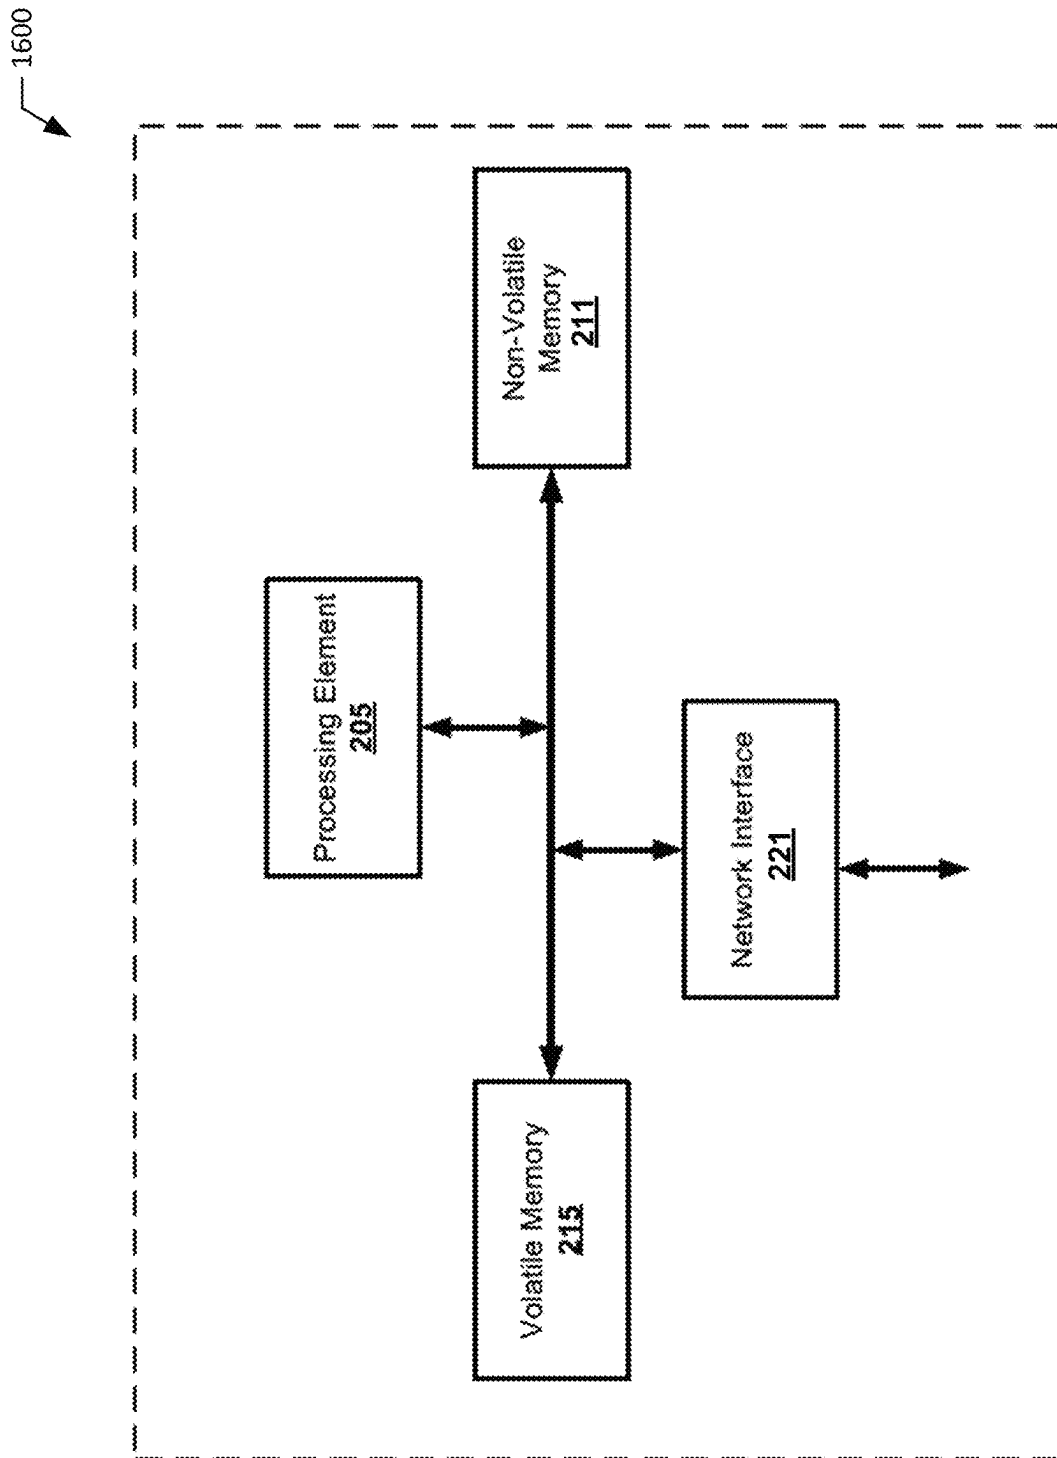 1600
Processing Element
205
Volatile Memory
215
Non-Volatile
Memory
211
Network Interface
221